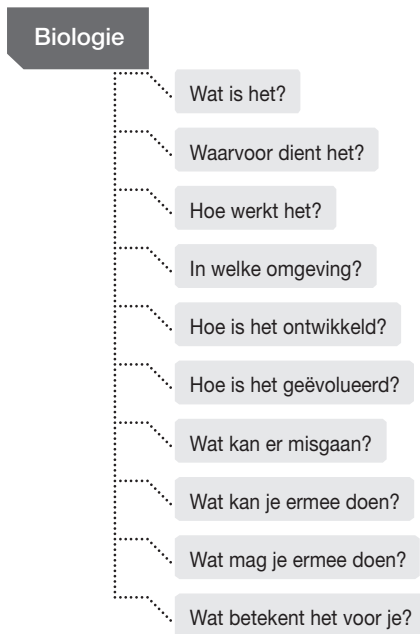 Biologie
Wat is het?
Waarvoor dient het?
Hoe werkt het?
In welke omgeving?
Hoe is het ontwikkeld?
Hoe is het geëvolueerd?
Wat kan er misgaan?
Wat kan je ermee doen?
Wat mag je ermee doen?
Wat betekent het voor je?